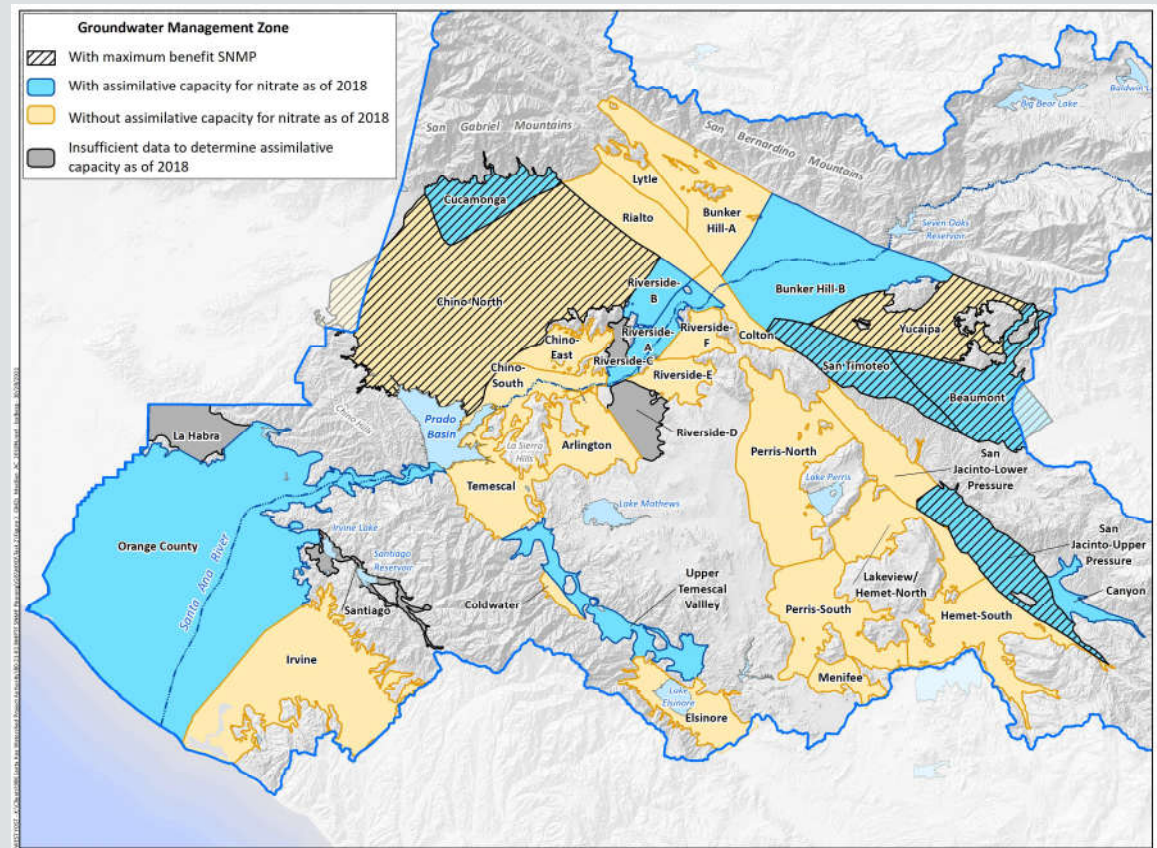 Groundwater Management Zone
With maximum benefit SNMP
With assimilative capacity for nitrate as of 2018
Without assimilative capacity for nitrate as of 2018
Insufficient data to determine assimilative
capacity as of 2018
Big Bear Lake
San Gabriel Mountains
San Bernardino Mountains
Lytle
Cucamonga
Rialto
Bunker
Hill-A
Seven Oaks
Reservoir
Riverside-
B
Bunker Hill-B
Chino-North
Yucaipa
Riverside-
A
Riverside-
F
Chino-
East
Colton
Riverside-C
San Timoteo
Chino-
South
Riverside-E
Beaumont
Chino Hills
Prado
Basin
La Habra
La Sierra
Hills
Arlington
Riverside-D
Perris-North
San
Jacinto-Lower
Pressure
Temescal
Lake Perris
Lake Mathews
Orange County
Santa Ana River
Irvine Lake
Santiago
Reservoir
San
Jacinto-Upper
Pressure
Santiago
Coldwater
Upper
Temescal
Valley
Lakeview/
Hemet-North
Canyon
Perris-South
Hemet-South
Irvine
Menifee
Lake
Elsinore
Elsinore